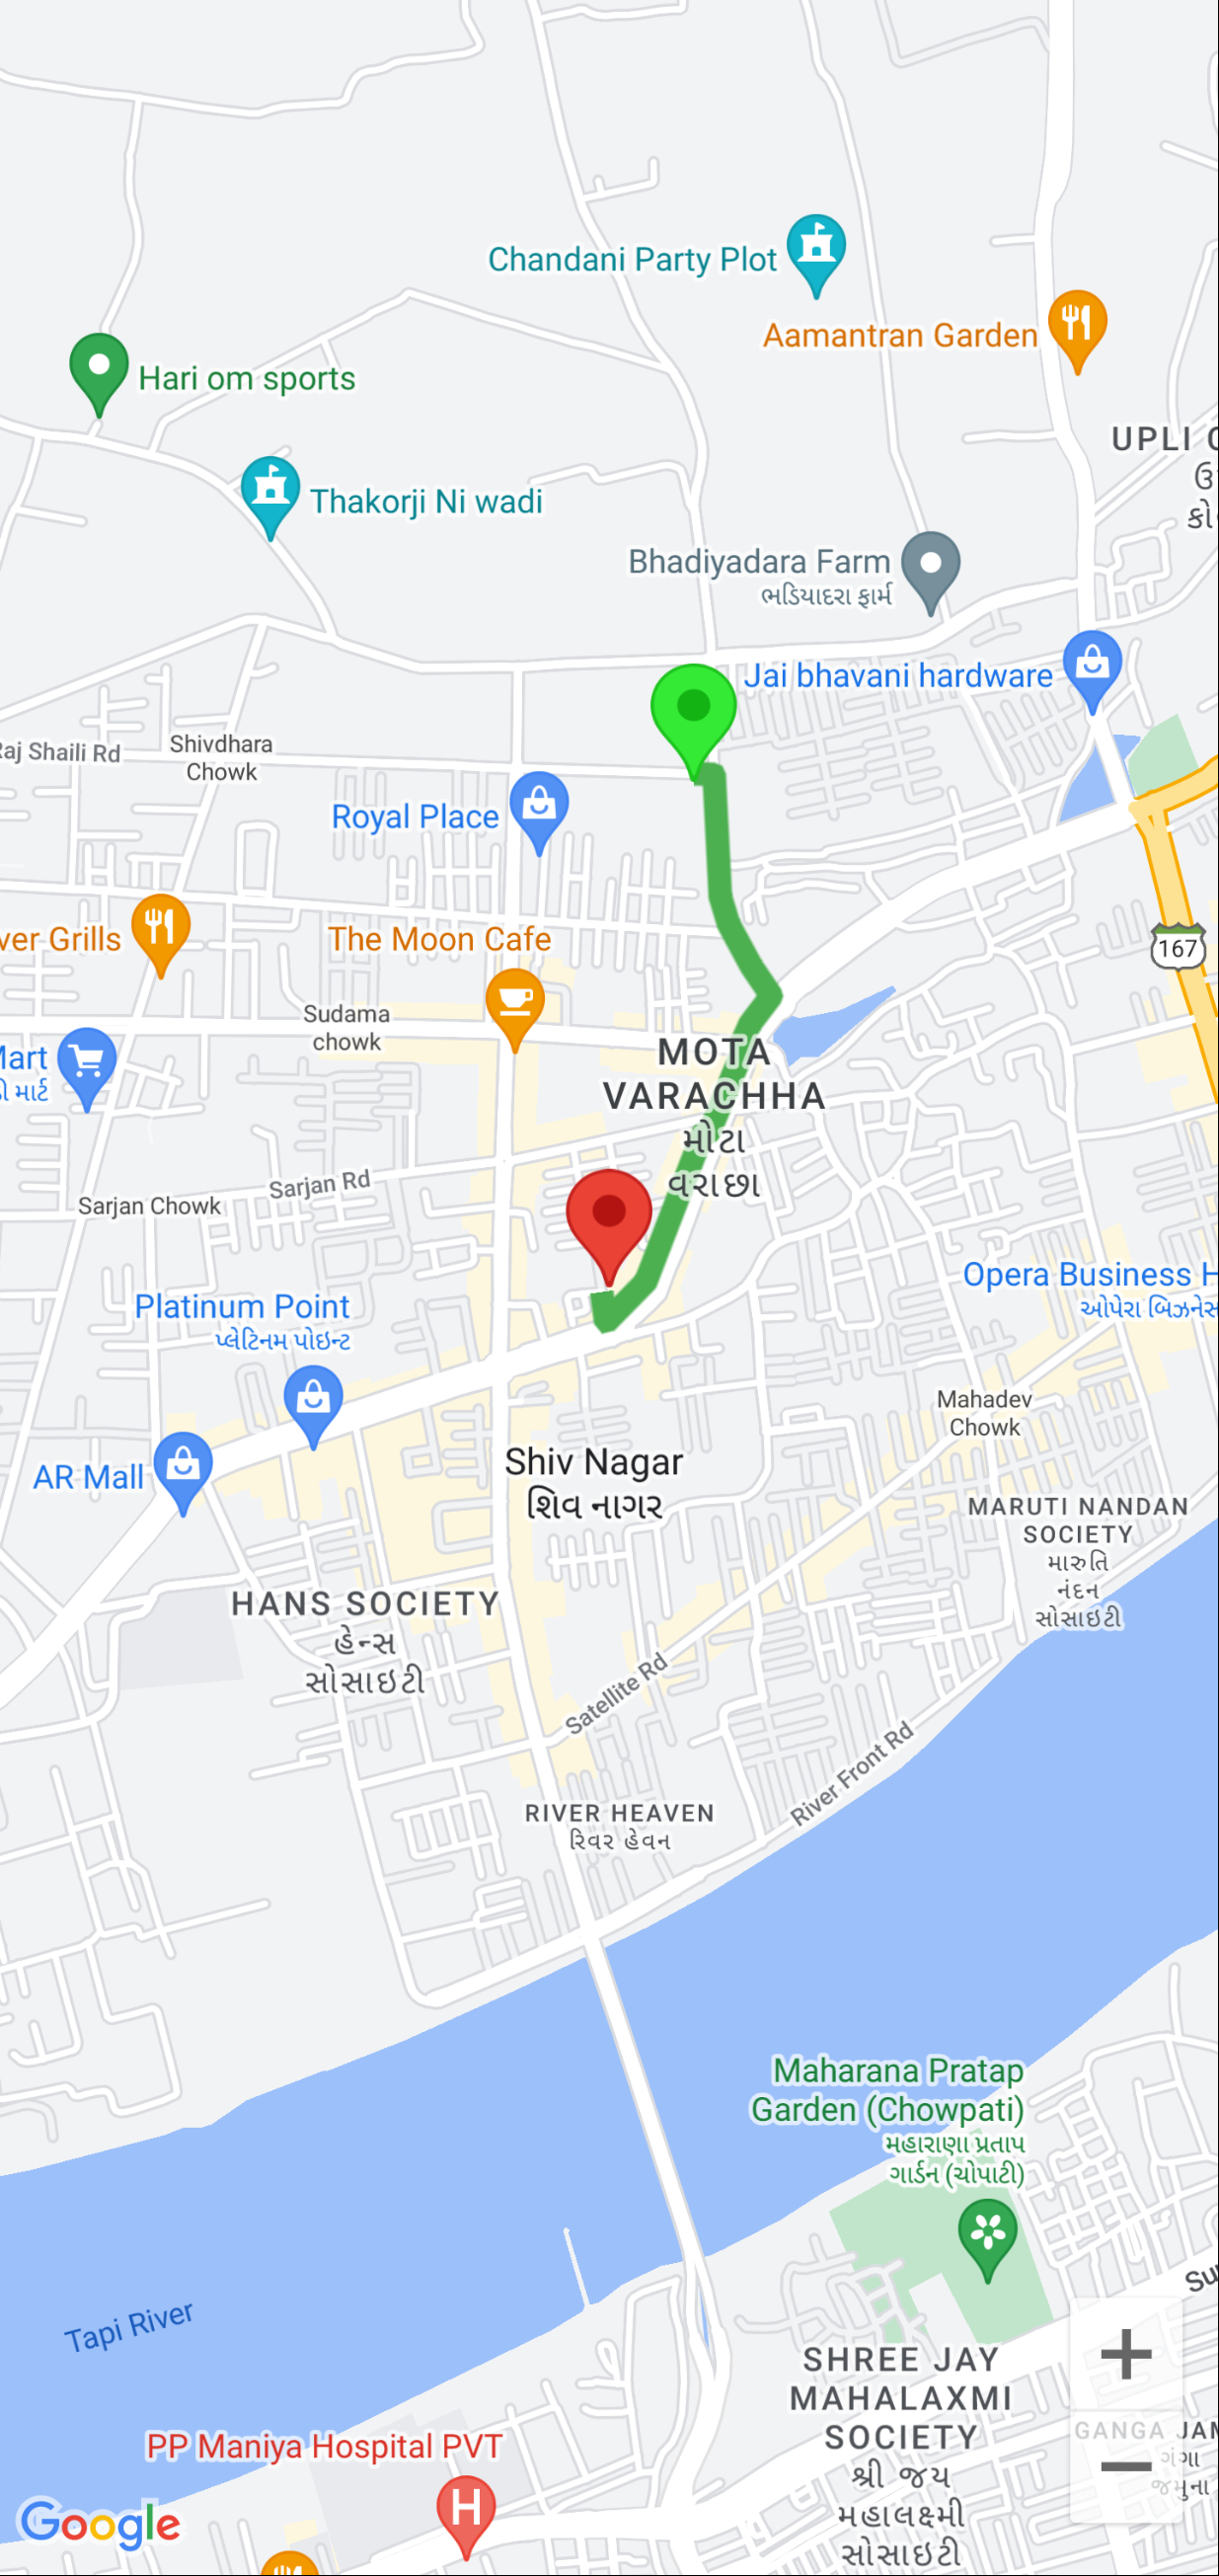 Chandani Party Plot
Aamantran Garden
Hari om sports
UPLI
Thakorji Ni wadi
Bhadiyadara Farm
ભડિયાદરા ફાર્મ
Jai bhavani hardware
Raj Shaili Rd
Shivdhara
Chowk
Royal Place
ver Grills
The Moon Cafe
167
Sudama
chowk
Mart
માર્ટ
MOTA
VARACHHA
મોટા
વરાછા
Sarjan Rd
Sarjan Chowk
Opera Business H
ઓપેરા બિઝનેસ
Platinum Point
પ્લેટિનમ પોઇન્ટ
Mahadev
Chowk
AR Mall
Shiv Nagar
શિવ નાગર
MARUTI NANDAN
SOCIETY
મારુતિ
નંદન
સોસાઇટી
HANS SOCIETY
હેન્સ
સોસાઇટી
Satellite Rd
River Front Rd
RIVER HEAVEN
રિવર હેવન
Maharana Pratap
Garden (Chowpati)
મહારાણા પ્રતાપ
ગાર્ડન (ચોપાટી)
Su
Tapi River
SHREE JAY
MAHALAXMI
SOCIETY
શ્રી જય
મહાલક્ષ્મી
સોસાઇટી
GANGA JAM
ગંગા
જમુના
PP Maniya Hospital PVT
H
Google